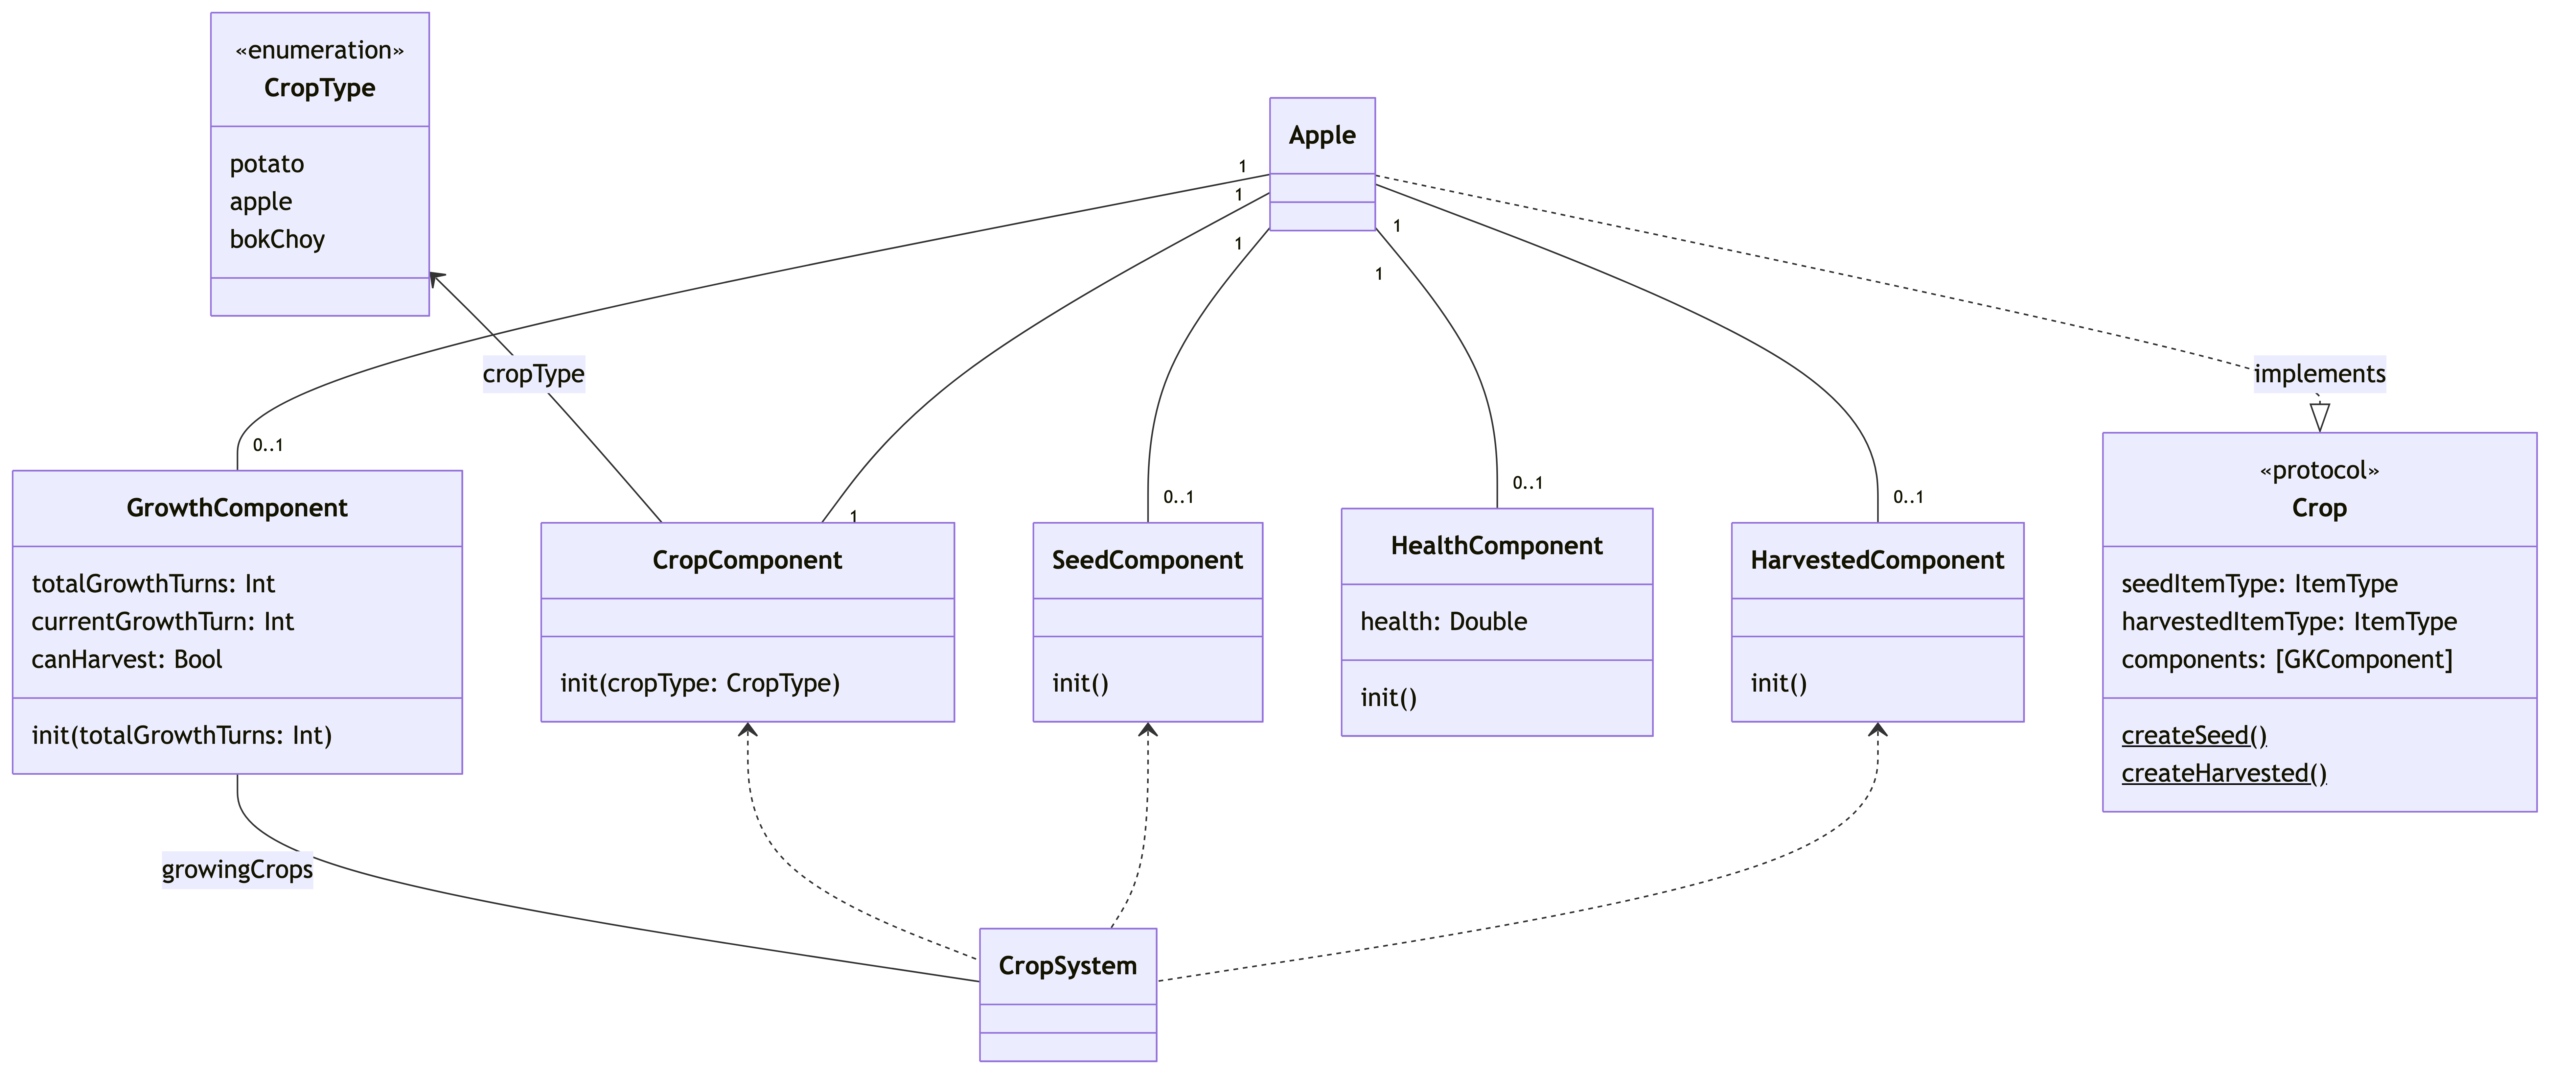 «enumeration»
CropType
potato
apple
bokChoy
Apple
1
1
1
1
1
cropType
implements
0..1
1
0..1
0..1
0..1
GrowthComponent
totalGrowthTurns: Int
currentGrowthTurn: Int
canHarvest: Bool
init(totalGrowthTurns: Int)
CropComponent
init(cropType: CropType)
SeedComponent
init()
HealthComponent
health: Double
init()
HarvestedComponent
init()
«protocol»
Crop
seedItemType: ItemType
harvestedItemType: ItemType
components: [GKComponent]
createSeed()
createHarvested()
growingCrops
CropSystem